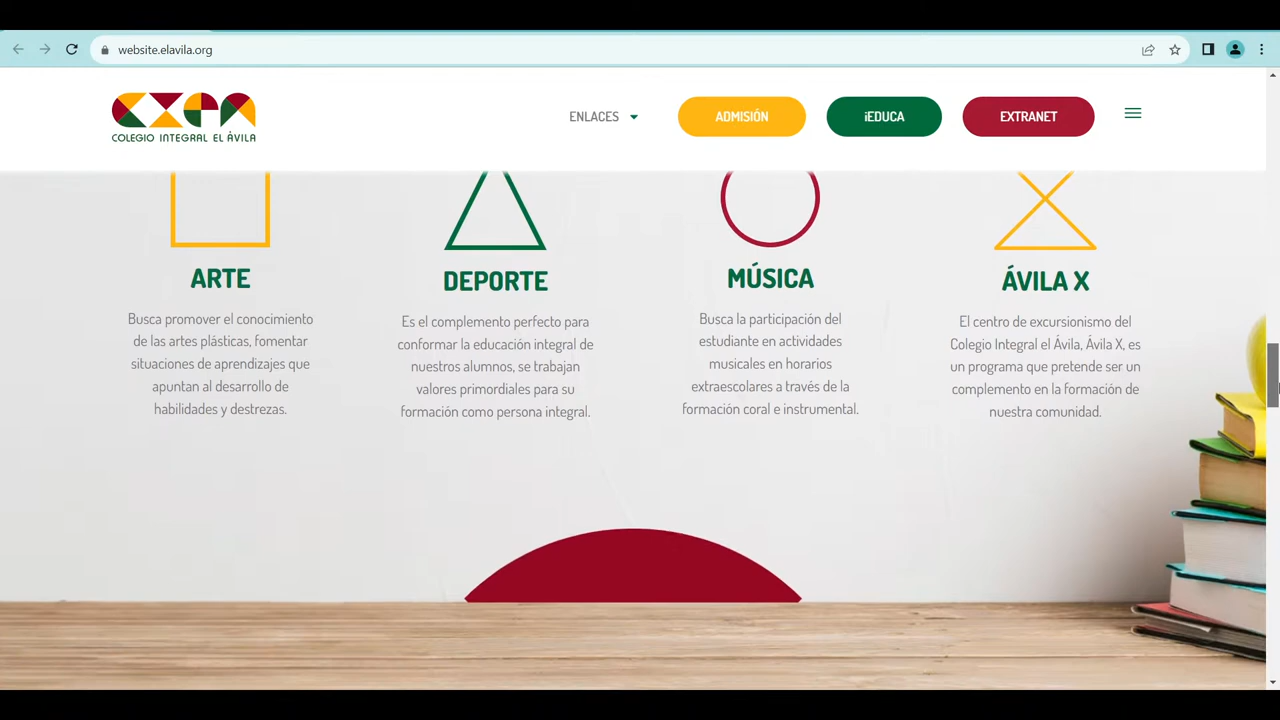 website.elavila.org
COLEGIO INTEGRAL EL ÁVILA
ENLACES
ADMISIÓN
iEDUCA
EXTRANET
ARTE
Busca promover el conocimiento
de las artes plásticas, fomentar
situaciones de aprendizajes que
apuntan al desarrollo de
habilidades y destrezas.
DEPORTE
Es el complemento perfecto para
conformar la educación integral de
nuestros alumnos, se trabajan
valores primordiales para su
formación como persona integral.
MÚSICA
Busca la participación del
estudiante en actividades
musicales en horarios
extraescolares a través de la
formación coral e instrumental.
ÁVILA X
El centro de excursionismo del
Colegio Integral el Ávila, Ávila X, es
un programa que pretende ser un
complemento en la formación de
nuestra comunidad.